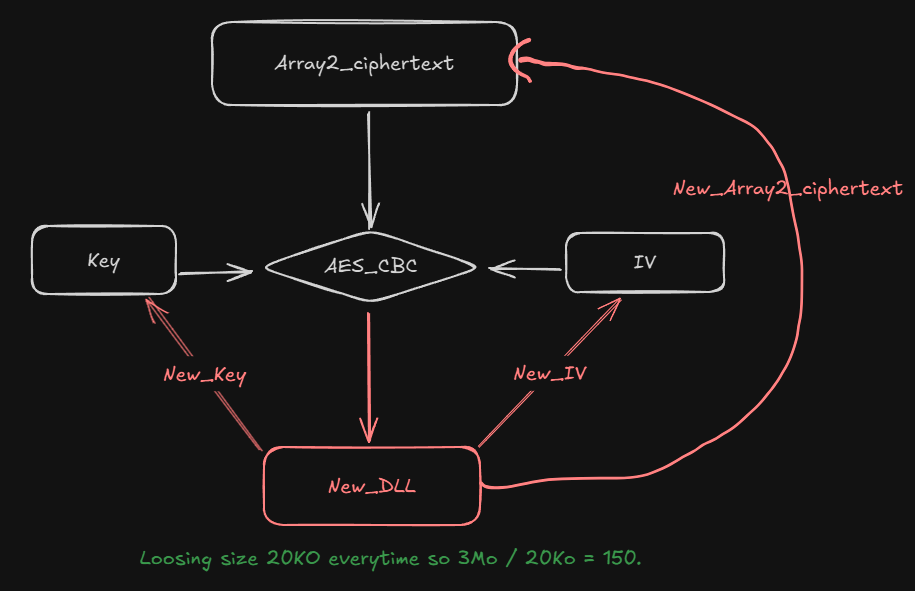 Array2_ciphertext
New_Array2_ciphertext
Key
AES_CBC
IV
New_Key
New_IV
New_DLL
Loosing size 20KO everytime so 3Mo / 20Ko = 150.